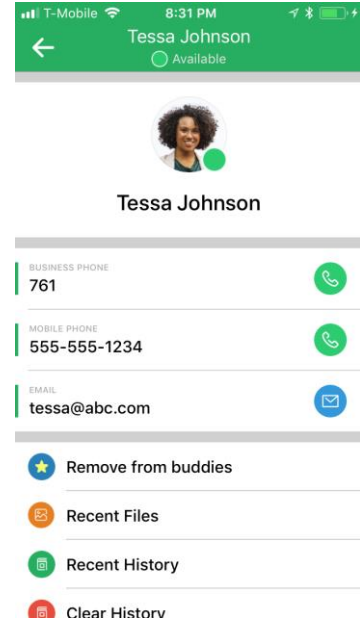 T-Mobile 8:31 PM
Tessa Johnson
Available
Tessa Johnson
BUSINESS PHONE
761
MOBILE PHONE
555-555-1234
EMAIL
tessa@abc.com
Remove from buddies
Recent Files
Recent History
Clear History